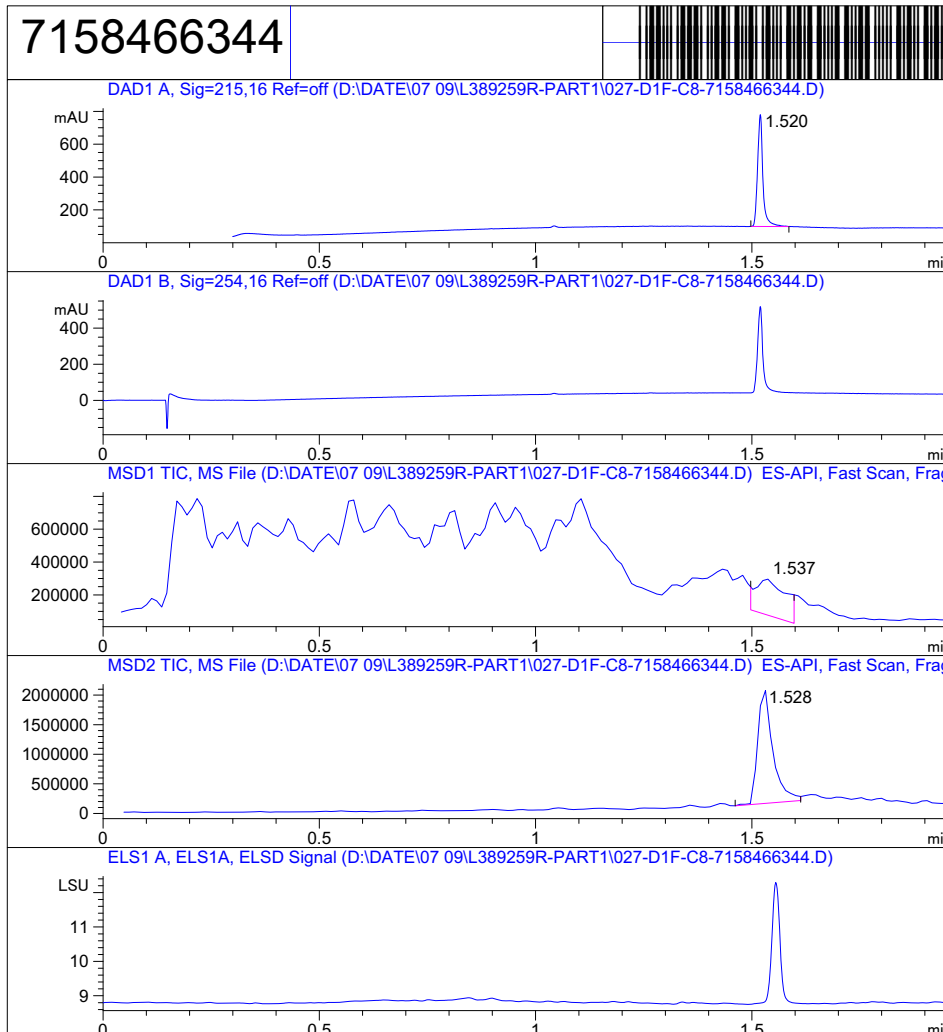 7158466344
DAD1 A, Sig=215,16 Ref=off (D:\DATE\07 09\L389259R-PART1\027-D1F-C8-7158466344.D)
mAU
600
400
200
1.520
0 0.5 1 1.5 mi
DAD1 B, Sig=254,16 Ref=off (D:\DATE\07 09\L389259R-PART1\027-D1F-C8-7158466344.D)
mAU
400
200
0
0 0.5 1 1.5 mi
MSD1 TIC, MS File (D:\DATE\07 09\L389259R-PART1\027-D1F-C8-7158466344.D) ES-API, Fast Scan, Frag
600000
400000
200000
1.537
0 0.5 1 1.5 mi
MSD2 TIC, MS File (D:\DATE\07 09\L389259R-PART1\027-D1F-C8-7158466344.D) ES-API, Fast Scan, Frag
2000000
1500000
1000000
500000
0
1.528
0 0.5 1 1.5 mi
ELS1 A, ELS1A, ELSD Signal (D:\DATE\07 09\L389259R-PART1\027-D1F-C8-7158466344.D)
LSU
11
10
9
0 0.5 1 1.5 mi